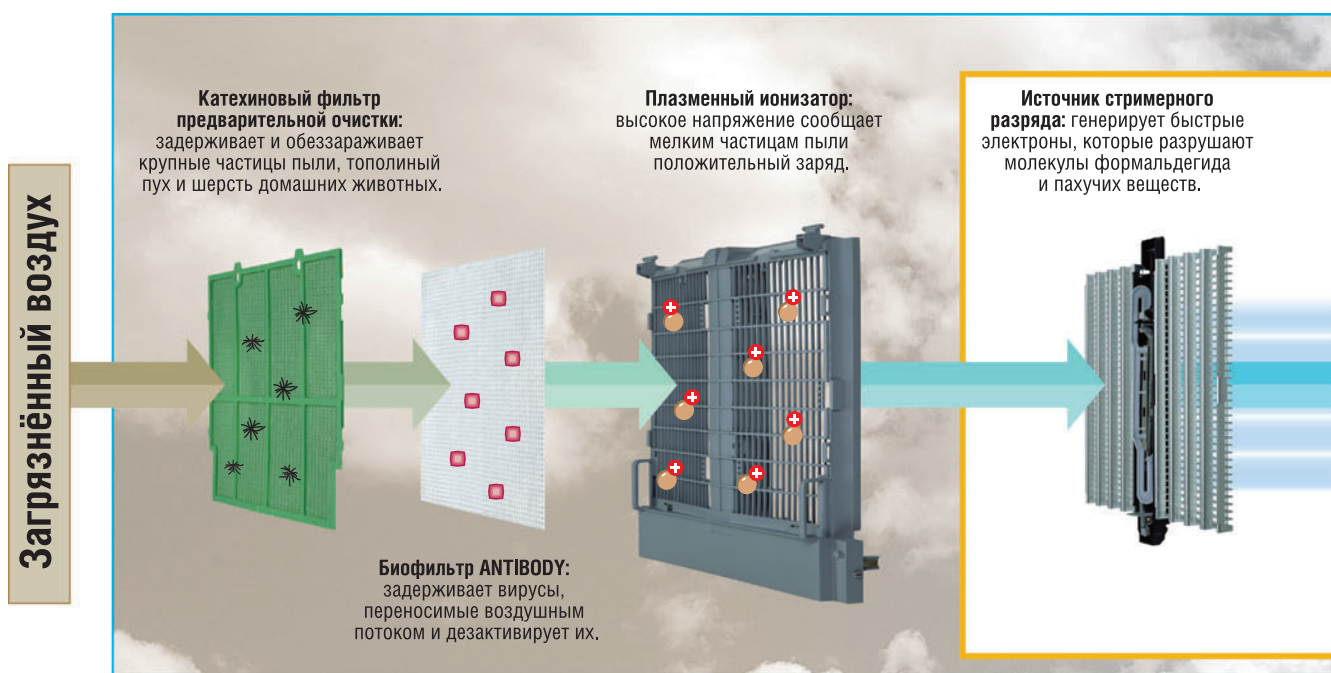 Загрязнённый воздух
Катехиновый фильтр
предварительной очистки:
задерживает и обеззараживает
крупные частицы пыли, тополиный
пух и шерсть домашних животных.
Биофильтр ANTIBODY:
задерживает вирусы,
переносимые воздушным
потоком и дезактивирует их.
Плазменный ионизатор:
высокое напряжение сообщает
мелким частицам пыли
положительный заряд.
Источник стримерного
разряда: генерирует быстрые
электроны, которые разрушают
молекулы формальдегида
и пахучих веществ.